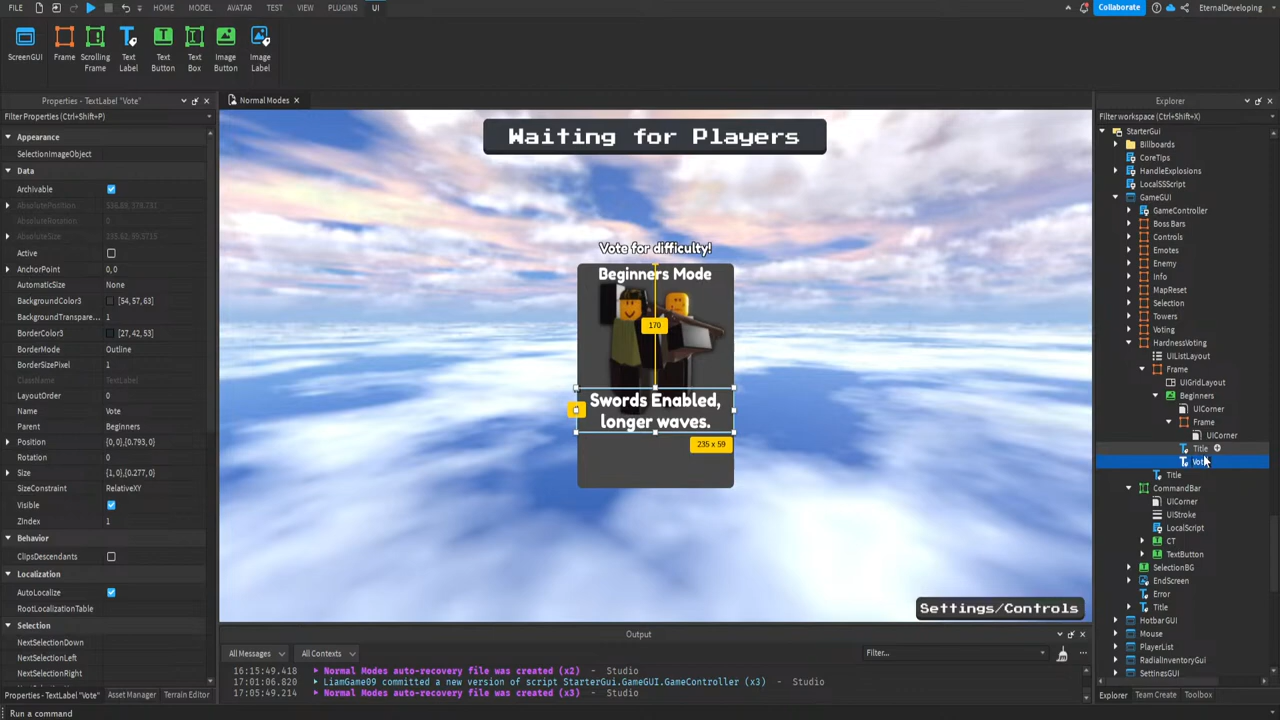 FILE
HOME
MODEL
AVATAR
TEST
VIEW
PLUGINS
UI
Collaborate
EternalDeveloping
ScreenGUI
Frame
Scrolling
Frame
Text
Label
Text
Button
Text
Box
Image
Button
Image
Label
Properties - TextLabel "Vote"
Filter Properties (Ctrl+Shift+P)
Appearance
SelectionImageObject
Data
Archivable
AbsolutePosition
AbsoluteRotation
0
AbsoluteSize
Active
AnchorPoint 0, 0
AutomaticSize None
BackgroundColor3 [54,57,63]
BackgroundTranspare... 1
BorderColor3 [27,42,53]
BorderMode Outline
BorderSizePixel 1
ClassName TextLabel
LayoutOrder 0
Name Vote
Parent Beginners
Position {0, 0},{0.793, 0}
Rotation 0
Size {1, 0},{0.277, 0}
SizeConstraint RelativeXY
Visible
ZIndex 1
Behavior
ClipsDescendants
Localization
AutoLocalize
RootLocalizationTable
Selection
NextSelectionDown
NextSelectionLeft
NextSelectionRight
Properties - TextLabel "Vote"
Asset Manager
Terrain Editor
Run a command
Normal Modes
Waiting for Players
Vote for difficulty!
Beginners Mode
170
Swords Enabled,
longer waves.
235 x 59
Settings/Controls
Output
All Messages
All Contexts
Filter...
16:15:49.418 Normal Modes auto-recovery file was created (x2) - Studio
17:01:06.820 LiamGame09 committed a new version of script StarterGui.GameGUI.GameController (x3) - Studio
17:05:49.214 Normal Modes auto-recovery file was created (x3) - Studio
Explorer
Filter workspace (Ctrl+Shift+X)
StarterGui
Billboards
CoreTips
HandleExplosions
LocalSSScript
GameGUI
GameController
Boss Bars
Controls
Emotes
Enemy
Info
MapReset
Selection
Towers
Voting
HardnessVoting
UIListLayout
Frame
UIGridLayout
Beginners
UICorner
Frame
UICorner
Title
Title
CommandBar
UICorner
UIStroke
LocalScript
CT
TextButton
SelectionBG
EndScreen
Error
Title
HotbarGUI
Mouse
PlayerList
RadialInventoryGui
SettingsGUI
Explorer
Team Create
Toolbox